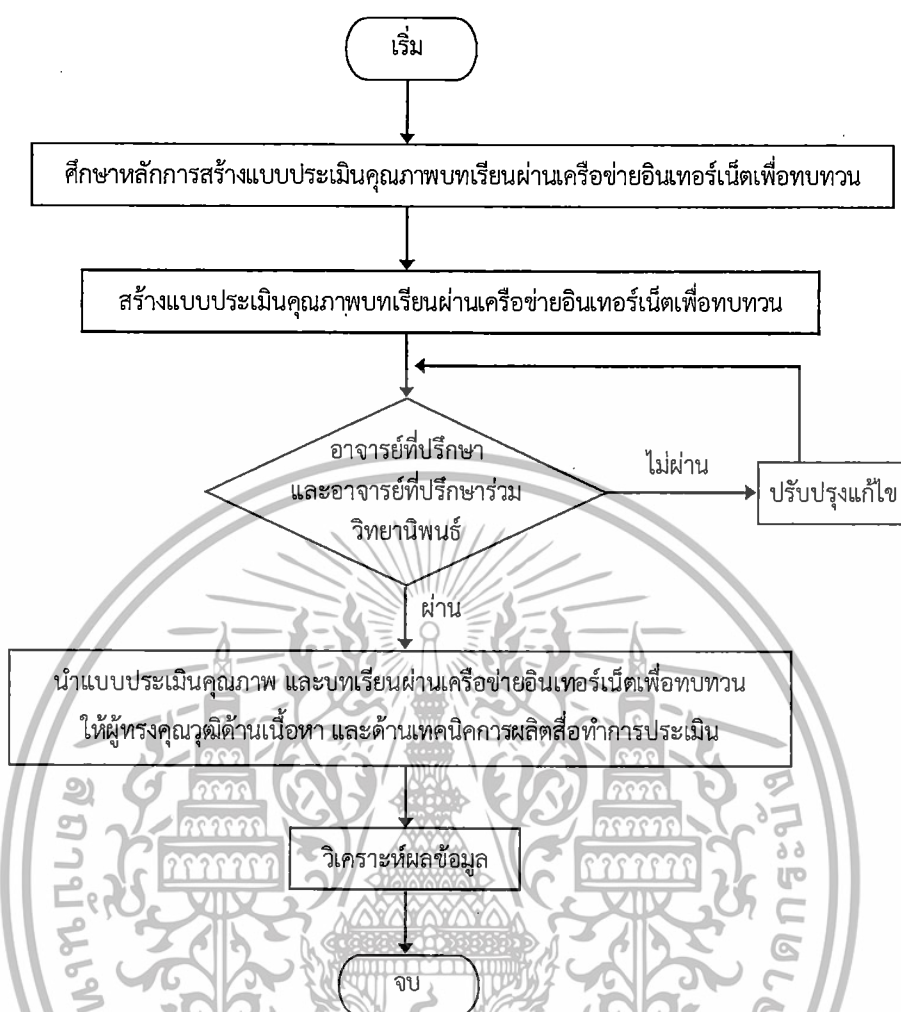 เริ่ม
ศึกษาหลักการสร้างแบบประเมินคุณภาพบทเรียนผ่านเครือข่ายอินเทอร์เน็ตเพื่อทบทวน
สร้างแบบประเมินคุณภาพบทเรียนผ่านเครือข่ายอินเทอร์เน็ตเพื่อทบทวน
อาจารย์ที่ปรึกษา
และอาจารย์ที่ปรึกษาร่วม
วิทยานิพนธ์
ไม่ผ่าน
ปรับปรุงแก้ไข
ผ่าน
นำแบบประเมินคุณภาพ และบทเรียนผ่านเครือข่ายอินเทอร์เน็ตเพื่อทบทวน
ให้ผู้ทรงคุณวุฒิด้านเนื้อหา และด้านเทคนิคการผลิตสื่อทำการประเมิน
วิเคราะห์ผลข้อมูล
จบ